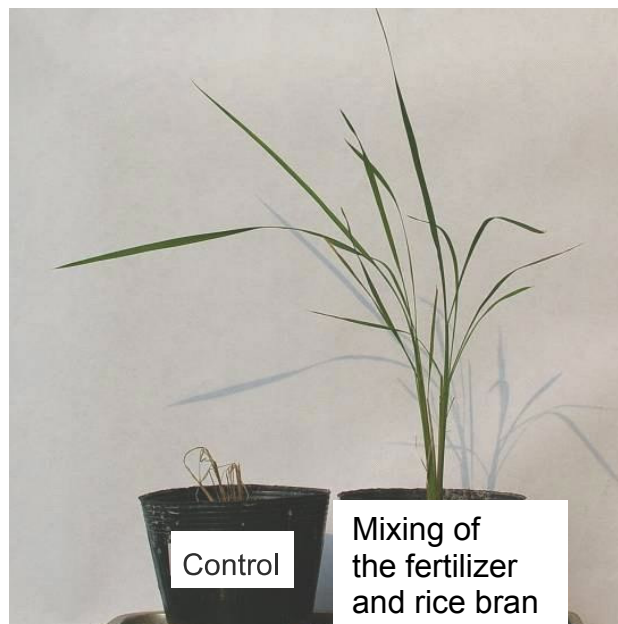 Control
Mixing of
the fertilizer
and rice bran